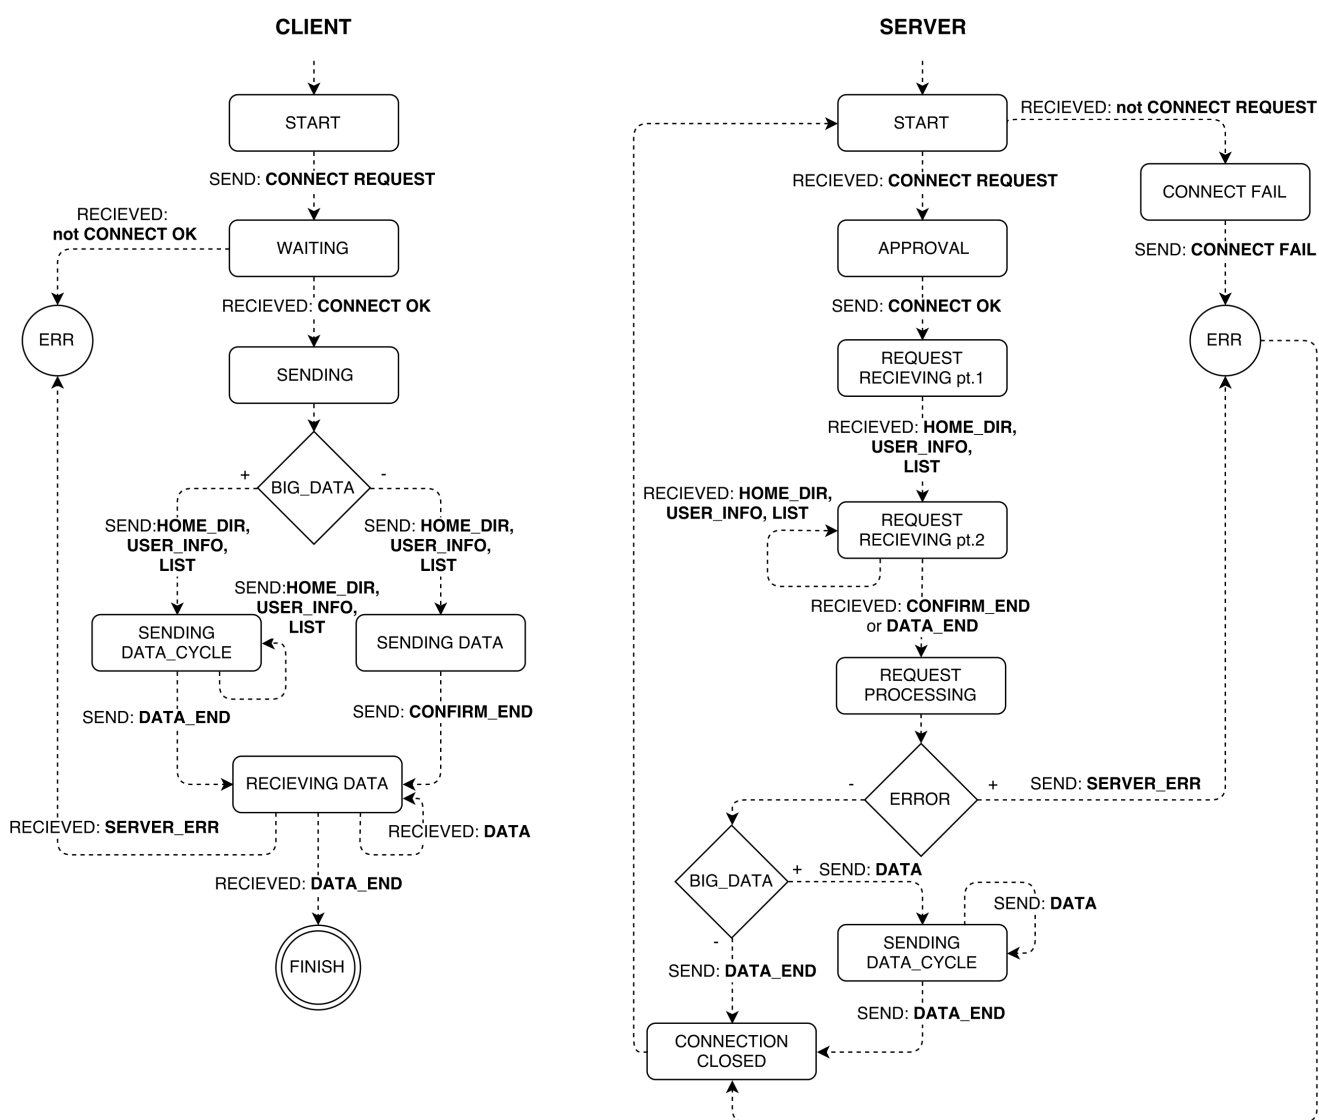 CLIENT
START
SEND: CONNECT REQUEST
RECIEVED:
not CONNECT OK
WAITING
RECIEVED: CONNECT OK
ERR
SENDING
BIG_DATA
+
-
SEND:HOME_DIR,
USER_INFO,
LIST
SEND: HOME_DIR,
USER_INFO,
LIST
SEND:HOME_DIR,
USER_INFO,
LIST
SENDING
DATA_CYCLE
SENDING DATA
SEND: DATA_END
SEND: CONFIRM_END
RECIEVING DATA
RECIEVED: SERVER_ERR
RECIEVED: DATA
RECIEVED: DATA_END
FINISH
SERVER
START
RECIEVED: not CONNECT REQUEST
RECIEVED: CONNECT REQUEST
CONNECT FAIL
APPROVAL
SEND: CONNECT FAIL
SEND: CONNECT OK
ERR
REQUEST
RECIEVING pt.1
RECIEVED: HOME_DIR,
USER_INFO,
LIST
RECIEVED: HOME_DIR,
USER_INFO, LIST
REQUEST
RECIEVING pt.2
RECIEVED: CONFIRM_END
or DATA_END
REQUEST
PROCESSING
ERROR
-
+
SEND: SERVER_ERR
BIG_DATA
+
SEND: DATA
SEND: DATA
SENDING
DATA_CYCLE
-
SEND: DATA_END
SEND: DATA_END
CONNECTION
CLOSED